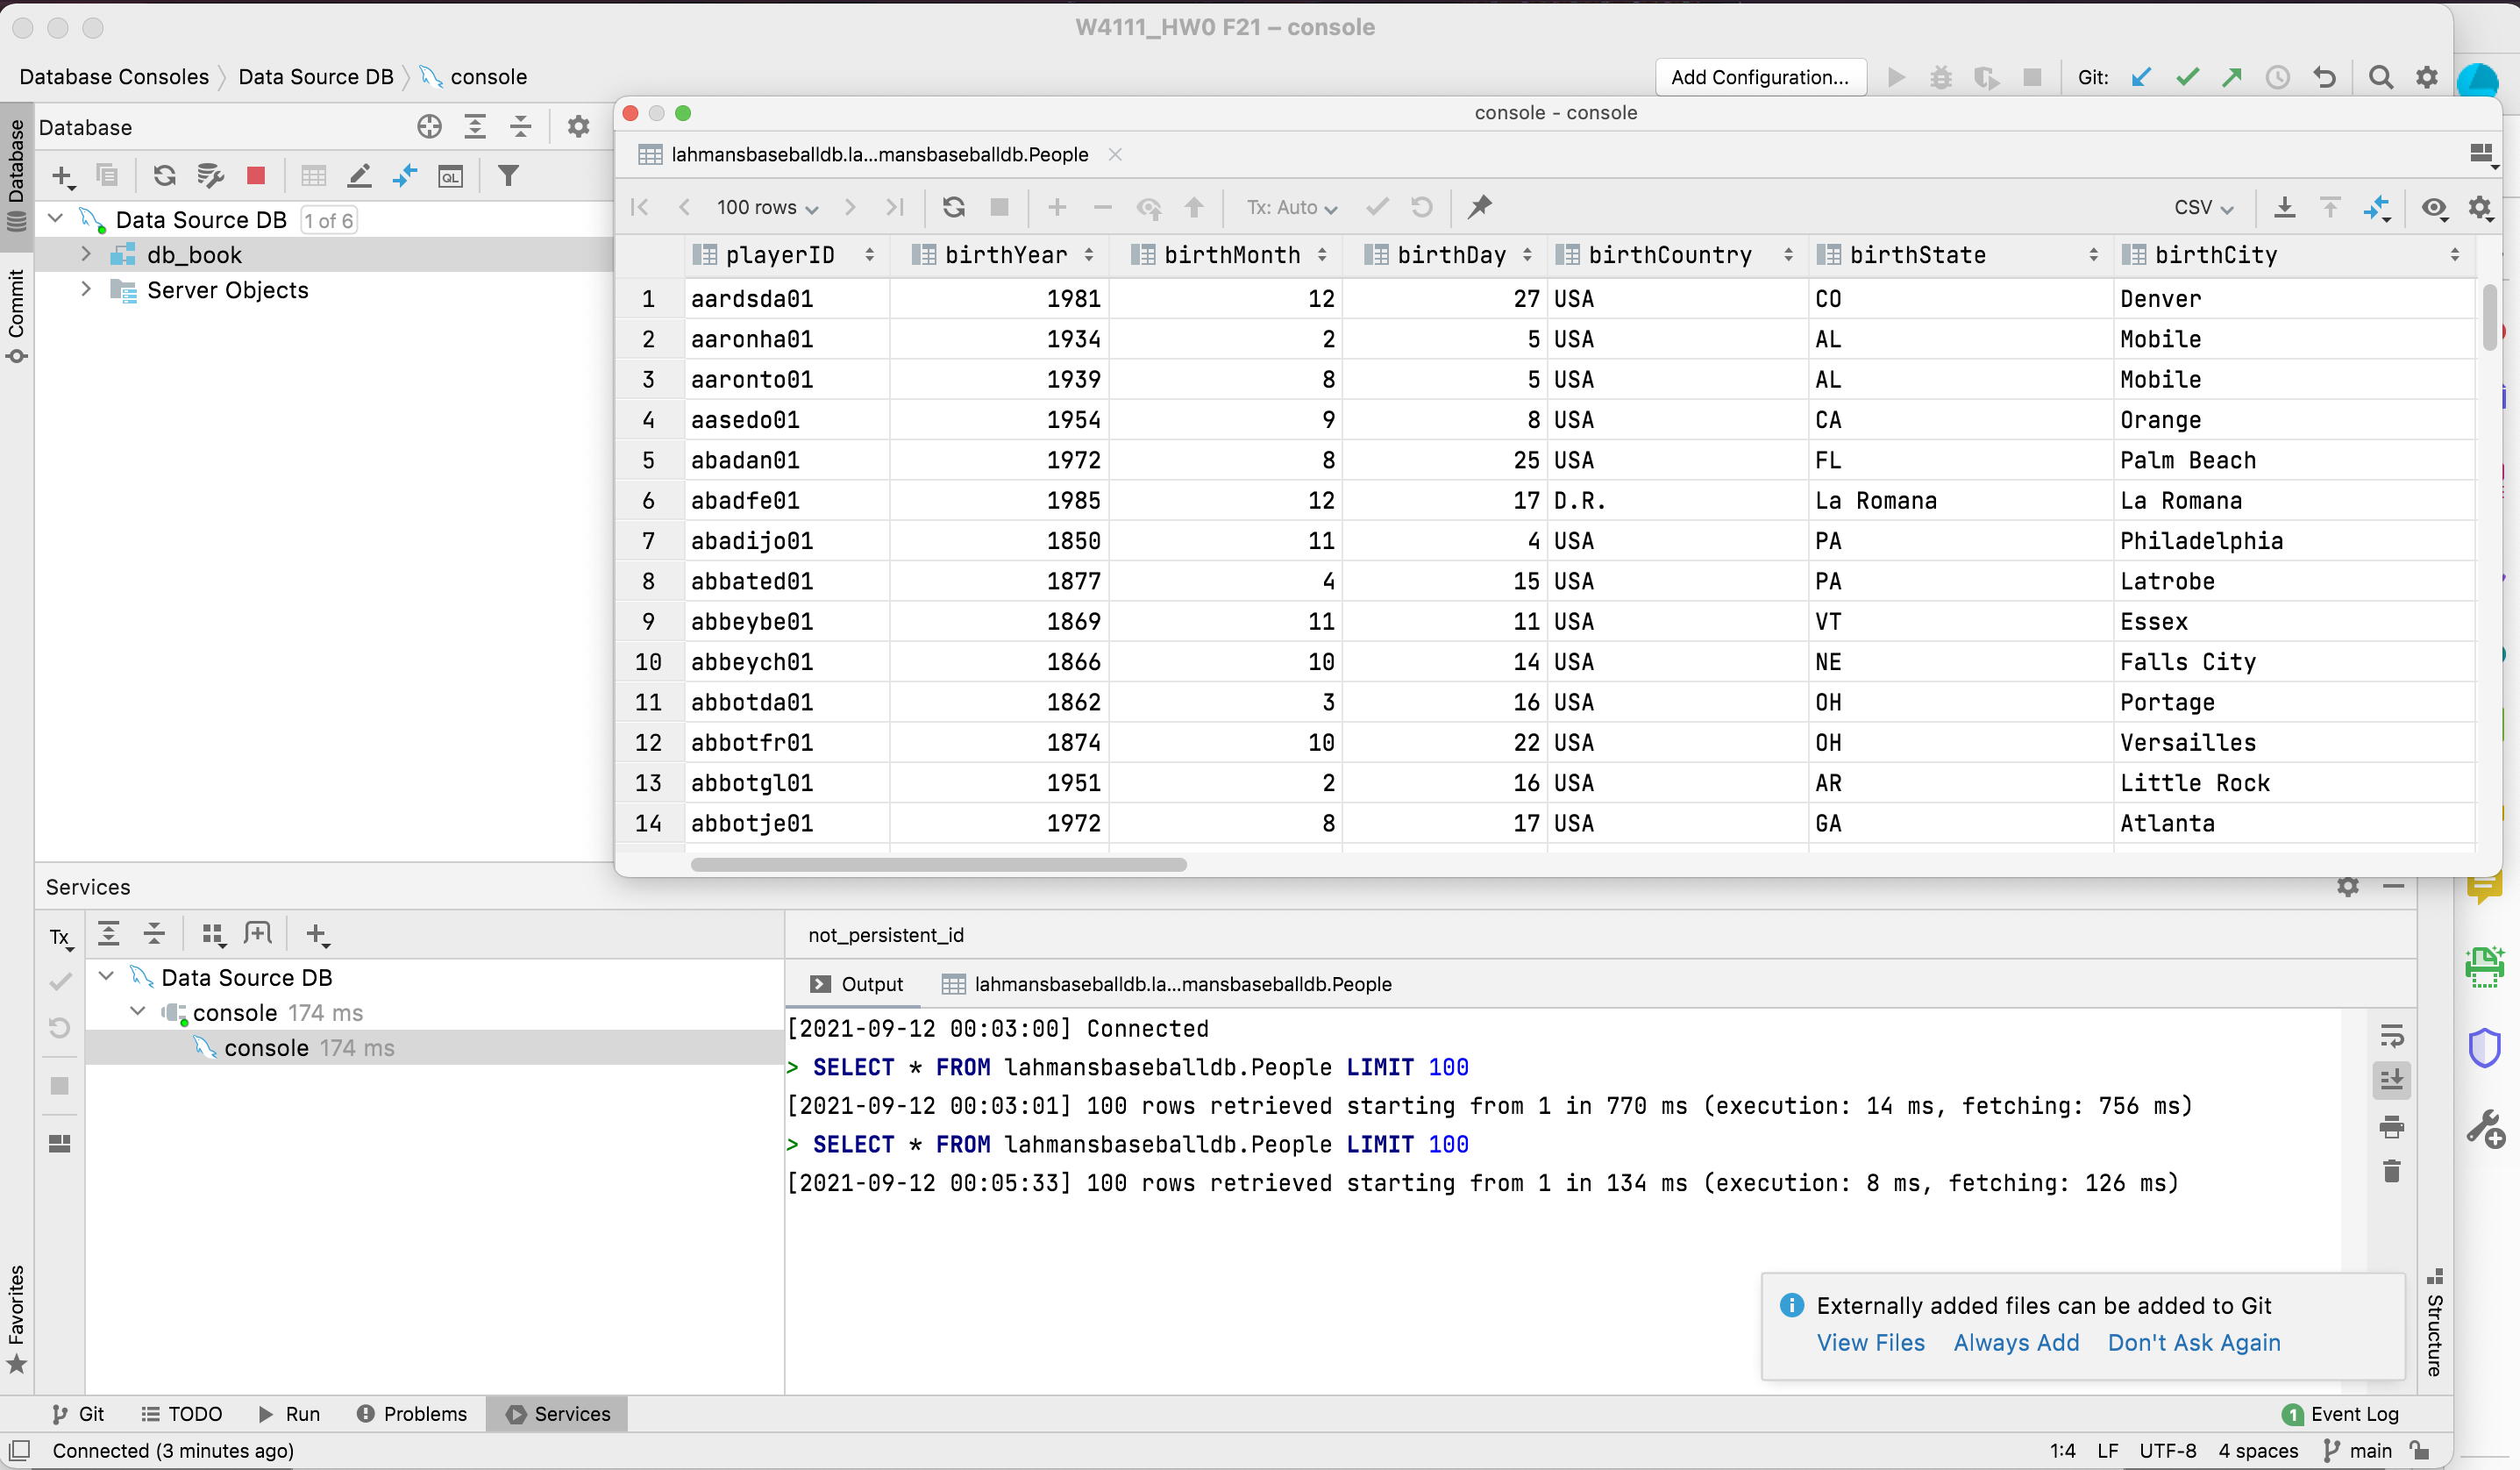 W4111_HW0 F21 – console
Database Consoles Data Source DB console
Add Configuration... Git:
Database
Database
Commit
Data Source DB 1 of 6
db_book
Server Objects
console - console
lahmansbaseballdb.la...mansbaseballdb.People
100 rows Tx: Auto CSV
playerID birthYear birthMonth birthDay birthCountry birthState birthCity
1 aardsda01 1981 12 27 USA CO Denver
2 aaronha01 1934 2 5 USA AL Mobile
3 aaronto01 1939 8 5 USA AL Mobile
4 aasedo01 1954 9 8 USA CA Orange
5 abadan01 1972 8 25 USA FL Palm Beach
6 abadfe01 1985 12 17 D.R. La Romana La Romana
7 abadijo01 1850 11 4 USA PA Philadelphia
8 abbated01 1877 4 15 USA PA Latrobe
9 abbeybe01 1869 11 11 USA VT Essex
10 abbeych01 1866 10 14 USA NE Falls City
11 abbotda01 1862 3 16 USA OH Portage
12 abbotfr01 1874 10 22 USA OH Versailles
13 abbotgl01 1951 2 16 USA AR Little Rock
14 abbotje01 1972 8 17 USA GA Atlanta
Services
Tx
Data Source DB
console 174 ms
console 174 ms
not_persistent_id
Output lahmansbaseballdb.la...mansbaseballdb.People
[2021-09-12 00:03:00] Connected
> SELECT * FROM lahmansbaseballdb.People LIMIT 100
[2021-09-12 00:03:01] 100 rows retrieved starting from 1 in 770 ms (execution: 14 ms, fetching: 756 ms)
> SELECT * FROM lahmansbaseballdb.People LIMIT 100
[2021-09-12 00:05:33] 100 rows retrieved starting from 1 in 134 ms (execution: 8 ms, fetching: 126 ms)
Externally added files can be added to Git
View Files Always Add Don't Ask Again
Favorites
Structure
Git TODO Run Problems Services 1 Event Log
Connected (3 minutes ago) 1:4 LF UTF-8 4 spaces main